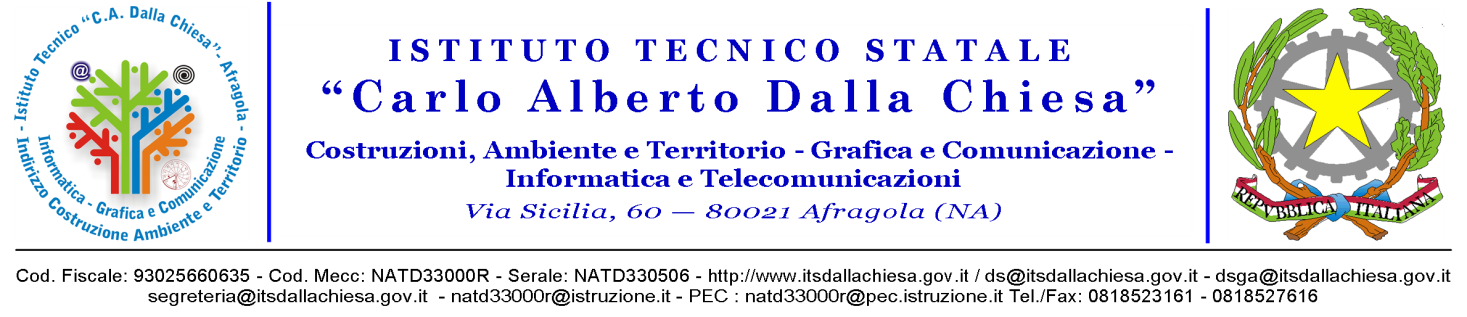 - Istituto Tecnico "C.A. Dalla Chiesa"- Afragola -
Indirizzo Costruzione Ambiente e Territorio
Informatica - Grafica e Comunicazione
@
ISTITUTO TECNICO STATALE
“Carlo Alberto Dalla Chiesa”
Costruzioni, Ambiente e Territorio - Grafica e Comunicazione -
Informatica e Telecomunicazioni
Via Sicilia, 60 — 80021 Afragola (NA)
REPVBBLICA ITALIANA
Cod. Fiscale: 93025660635 - Cod. Mecc: NATD33000R - Serale: NATD330506 - http://www.itsdallachiesa.gov.it / ds@itsdallachiesa.gov.it - dsga@itsdallachiesa.gov.it
segreteria@itsdallachiesa.gov.it - natd33000r@istruzione.it - PEC : natd33000r@pec.istruzione.it Tel./Fax: 0818523161 - 0818527616